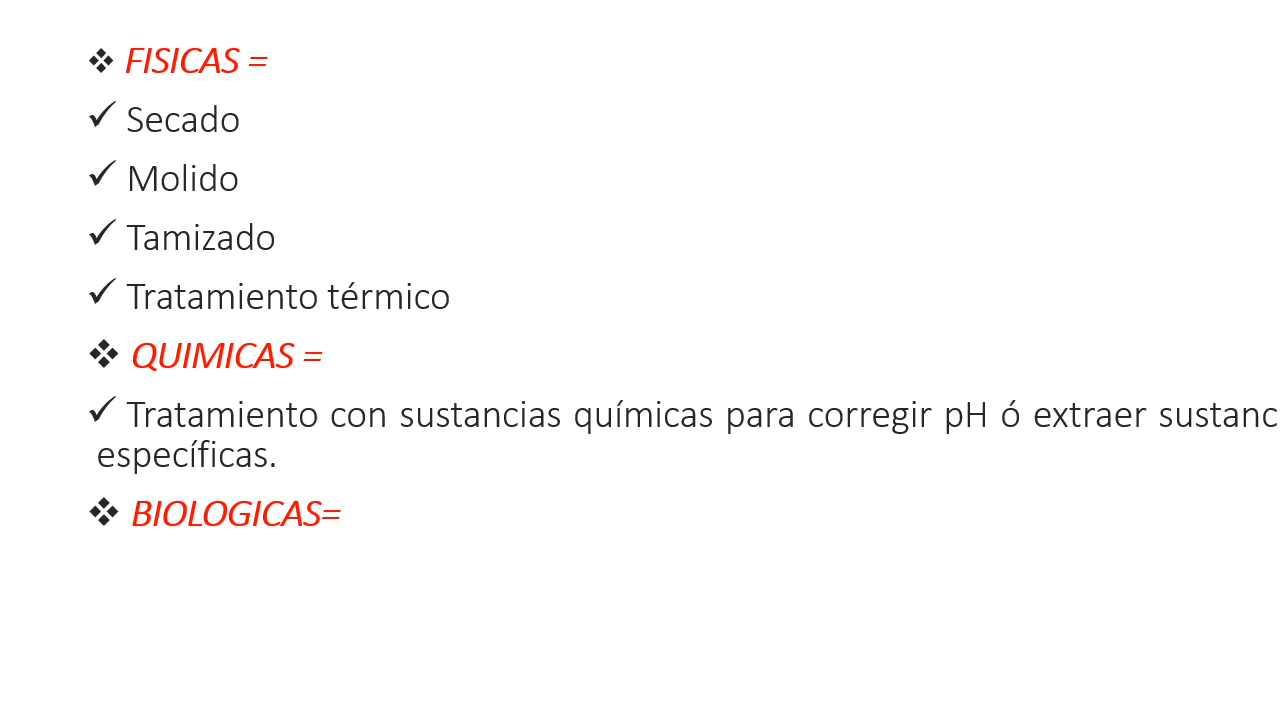 ❖ FISICAS =
✓ Secado
✓ Molido
✓ Tamizado
✓ Tratamiento térmico
❖ QUIMICAS =
✓ Tratamiento con sustancias químicas para corregir pH ó extraer sustanc
específicas.
❖ BIOLOGICAS=